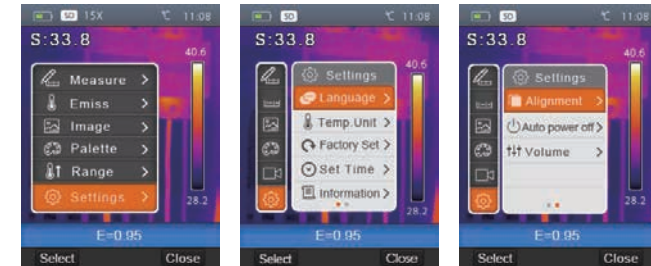 SD 15X ℃ 11:08
S:33.8
40.6
Measure >
Emiss >
Image >
Palette >
Range >
Settings >
28.2
E=0.95
Select Close
SD ℃ 11:08
S:33.8
40.6
Settings
Language >
Temp.Unit >
Factory Set >
Set Time >
Information >
28.2
E=0.95
Select Close
SD ℃ 11:08
S:33.8
40.6
Settings
Alignment >
Auto power off >
Volume >
28.2
E=0.95
Select Close